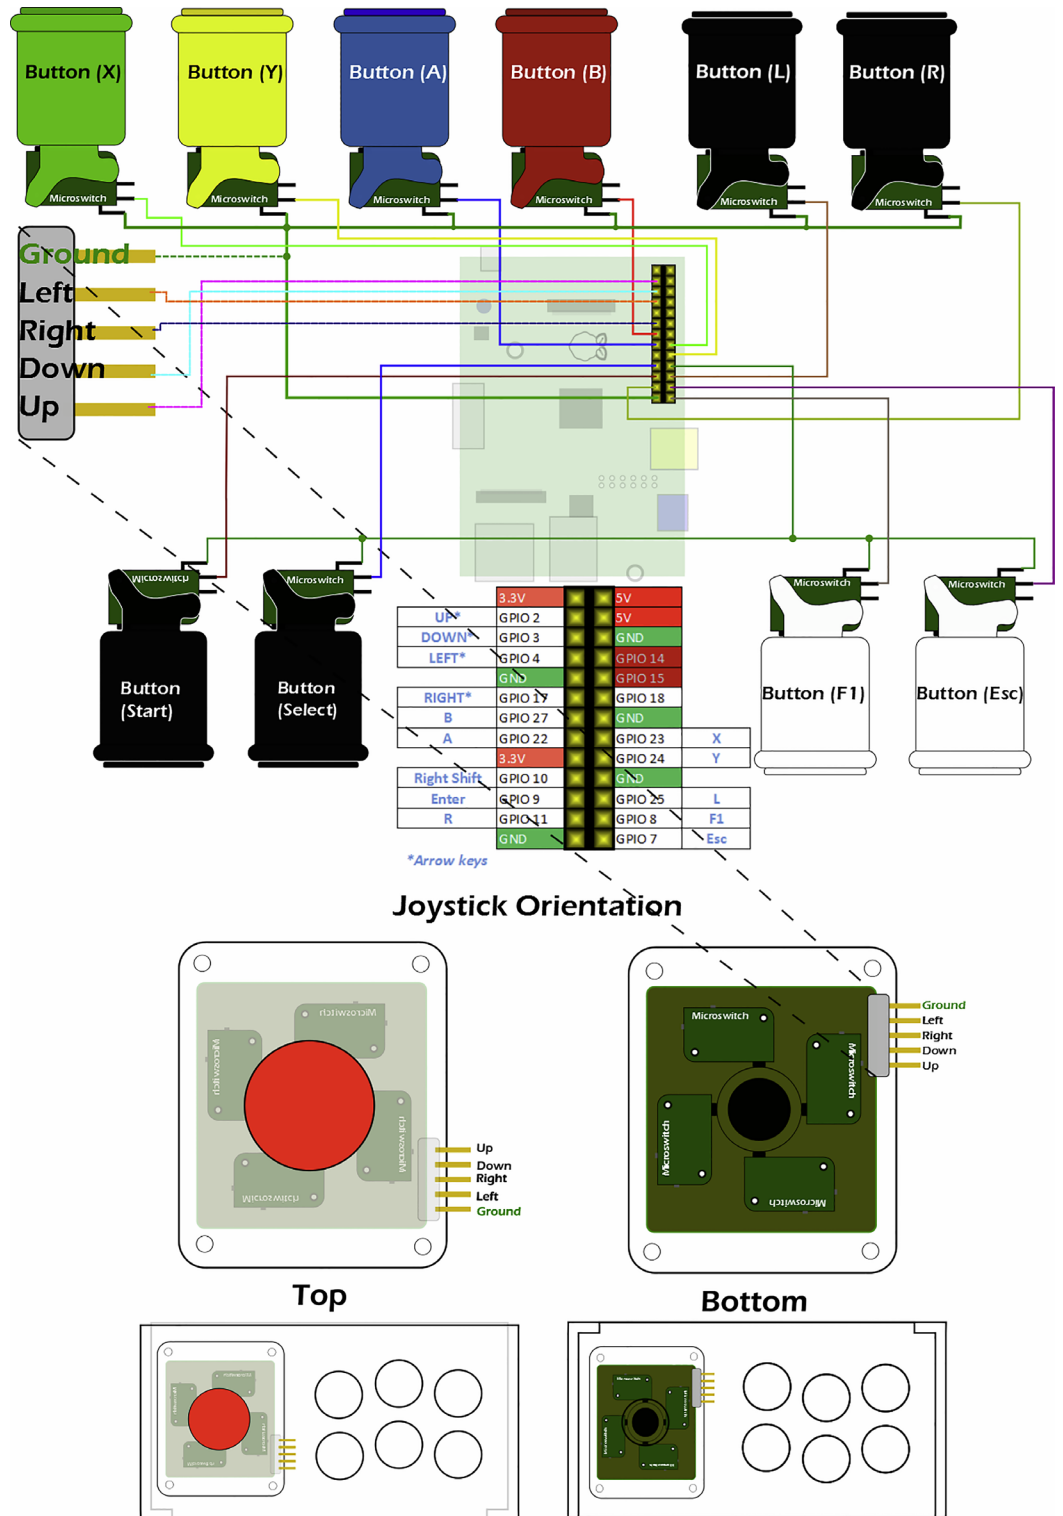 Button (X)
Button (Y)
Button (A)
Button (B)
Button (L)
Button (R)
Microswitch
Microswitch
Microswitch
Microswitch
Microswitch
Microswitch
Ground
Left
Right
Down
Up
Microswitch
Microswitch
Microswitch
Microswitch
Button
(Start)
Button
(Select)
Button (F1)
Button (Esc)
3.3V 5V
UP* GPIO 2 5V
DOWN* GPIO 3 GND
LEFT* GPIO 4 GPIO 14
GND GPIO 15
RIGHT* GPIO 17 GPIO 18
B GPIO 27 GND
A GPIO 22 GPIO 23 X
3.3V GPIO 24 Y
Right Shift GPIO 10 GND
Enter GPIO 9 GPIO 25 L
R GPIO 11 GPIO 8 F1
GND GPIO 7 Esc
*Arrow keys
Joystick Orientation
Microswitch
Microswitch
Microswitch
Microswitch
Up
Down
Right
Left
Ground
Microswitch
Microswitch
Microswitch
Microswitch
Ground
Left
Right
Down
Up
Top
Bottom